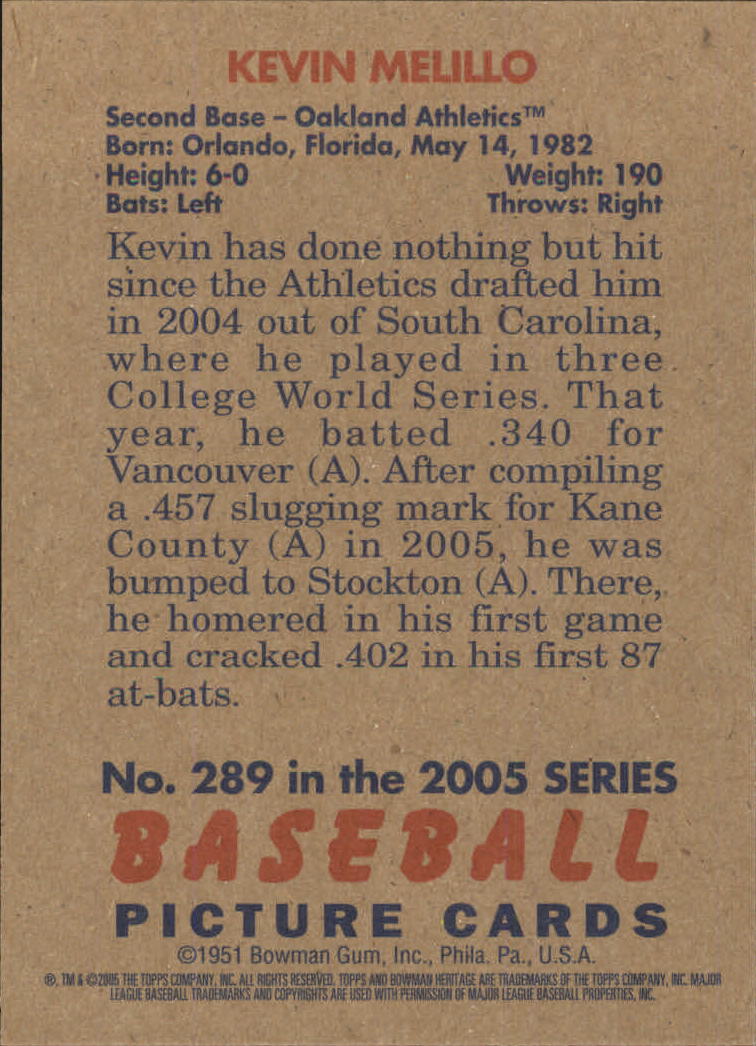 KEVIN MELILLO
Second Base – Oakland Athletics™
Born: Orlando, Florida, May 14, 1982
Height: 6-0 Weight: 190
Bats: Left Throws: Right
Kevin has done nothing but hit
since the Athletics drafted him
in 2004 out of South Carolina,
where he played in three
College World Series. That
year, he batted .340 for
Vancouver (A). After compiling
a .457 slugging mark for Kane
County (A) in 2005, he was
bumped to Stockton (A). There,
he homered in his first game
and cracked .402 in his first 87
at-bats.
No. 289 in the 2005 SERIES
BASEBALL
PICTURE CARDS
©1951 Bowman Gum, Inc., Phila. Pa., U.S.A.
®, TM & ©2005 THE TOPPS COMPANY, INC. ALL RIGHTS RESERVED. TOPPS AND BOWMAN HERITAGE ARE TRADEMARKS OF THE TOPPS COMPANY, INC. MAJOR
LEAGUE BASEBALL TRADEMARKS AND COPYRIGHTS ARE USED WITH PERMISSION OF MAJOR LEAGUE BASEBALL PROPERTIES, INC.